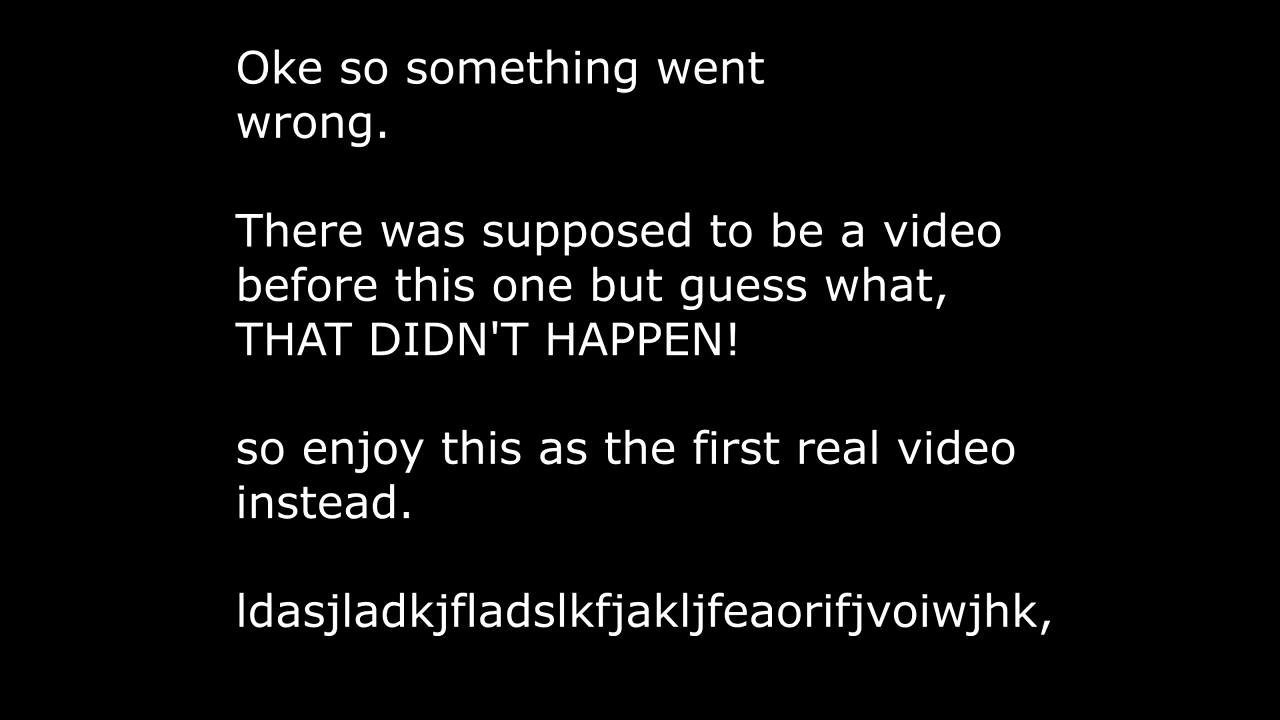 Oke so something went
wrong.
There was supposed to be a video
before this one but guess what,
THAT DIDN'T HAPPEN!
so enjoy this as the first real video
instead.
ldasjladkjfladslkfjakljfeaorifjvoiwjhk,